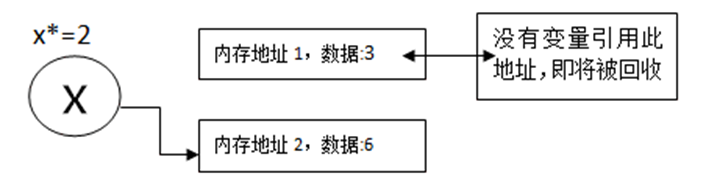 x*=2
内存地址 1，数据:3
没有变量引用此
地址，即将被回收
X
内存地址 2，数据:6